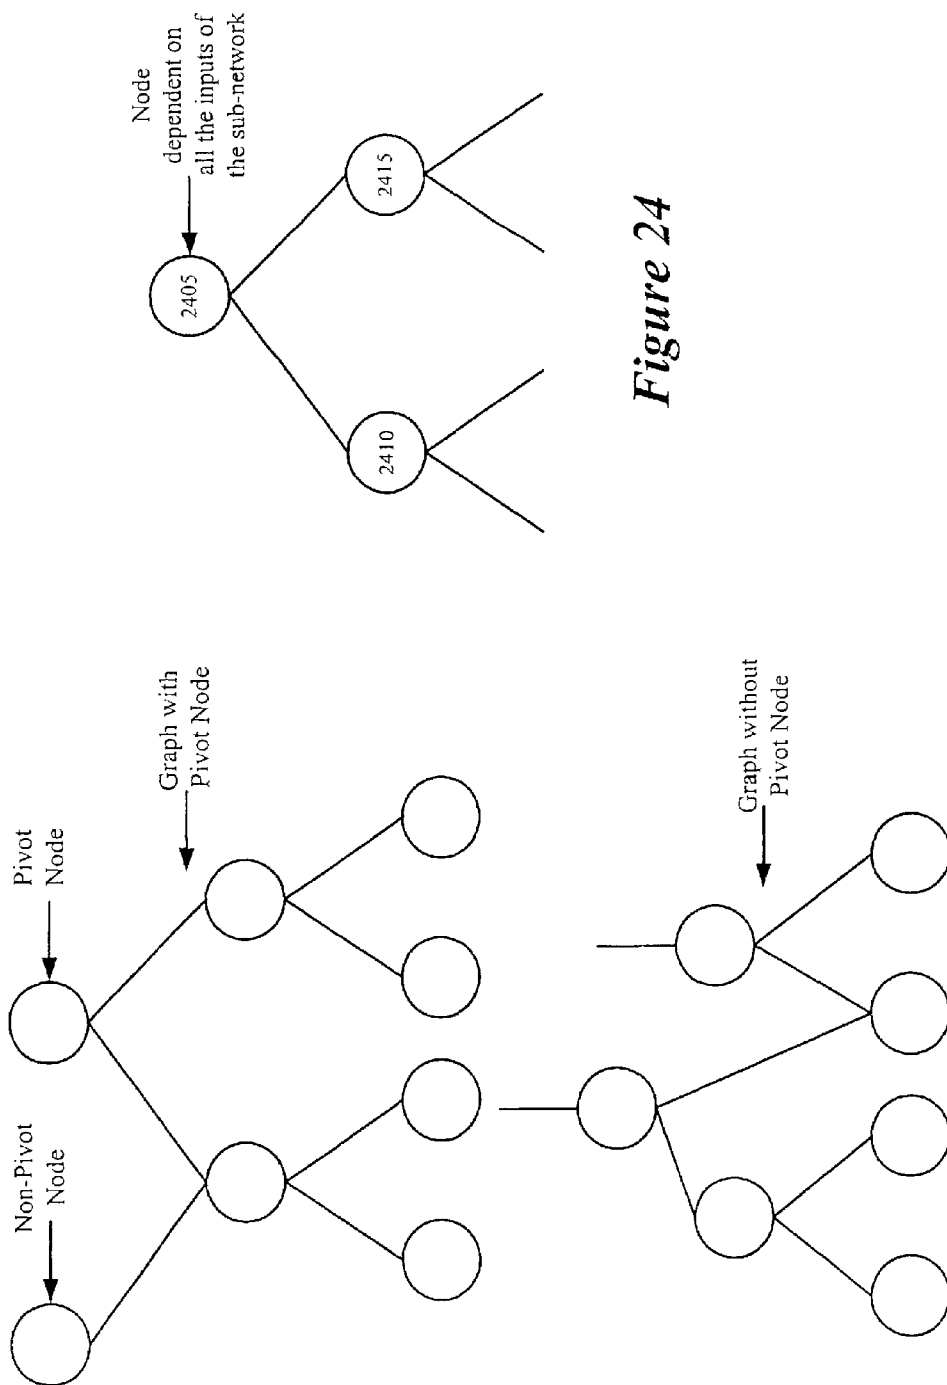 Non-Pivot
Node
Pivot
Node
Graph with
Pivot Node
Graph without
Pivot Node
Node
dependent on
all the inputs of
the sub-network
2405
2410
2415
Figure 24